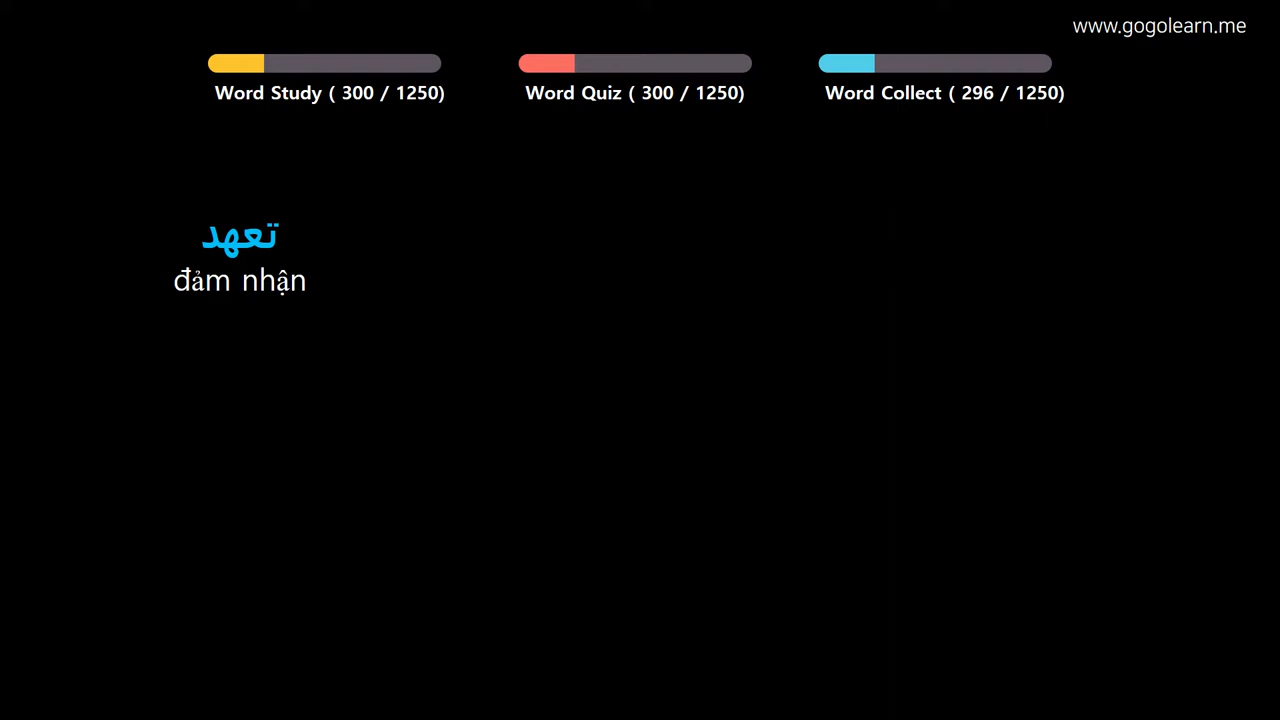 www.gogolearn.me
Word Study ( 300 / 1250)
Word Quiz ( 300 / 1250)
Word Collect ( 296 / 1250)
تعهد
đảm nhận